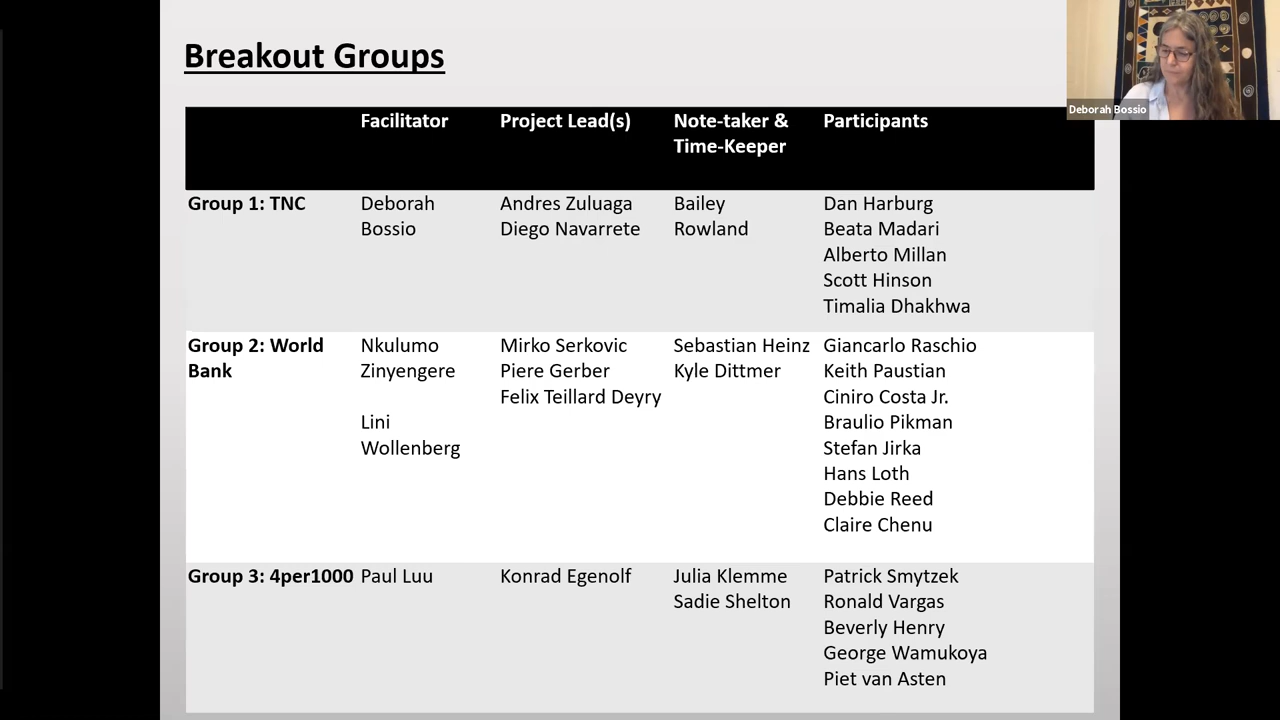 Breakout Groups
Deborah Bossio
Facilitator
Project Lead(s)
Note-taker &
Time-Keeper
Participants
Group 1: TNC
Deborah
Bossio
Andres Zuluaga
Diego Navarrete
Bailey
Rowland
Dan Harburg
Beata Madari
Alberto Millan
Scott Hinson
Timalia Dhakhwa
Group 2: World
Bank
Nkulumo
Zinyengere
Lini
Wollenberg
Mirko Serkovic
Piere Gerber
Felix Teillard Deyry
Sebastian Heinz
Kyle Dittmer
Giancarlo Raschio
Keith Paustian
Ciniro Costa Jr.
Braulio Pikman
Stefan Jirka
Hans Loth
Debbie Reed
Claire Chenu
Group 3: 4per1000
Paul Luu
Konrad Egenolf
Julia Klemme
Sadie Shelton
Patrick Smytzek
Ronald Vargas
Beverly Henry
George Wamukoya
Piet van Asten